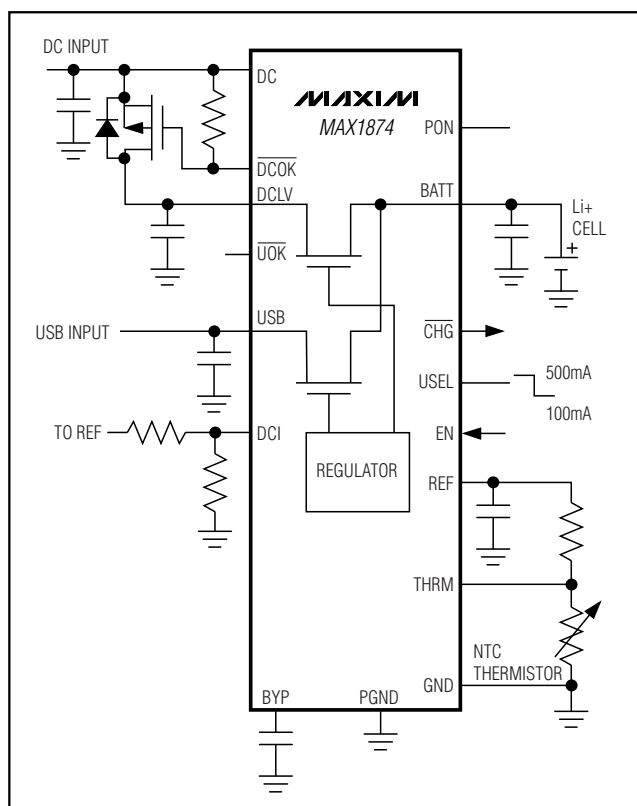 DC INPUT
DC
MAXIM
MAX1874
PON
DCOK
DCLV
BATT
Li+
CELL
+
UOK
USB INPUT
USB
CHG
USEL
500mA
100mA
TO REF
DCI
EN
REGULATOR
REF
THRM
NTC
THERMISTOR
GND
BYP
PGND